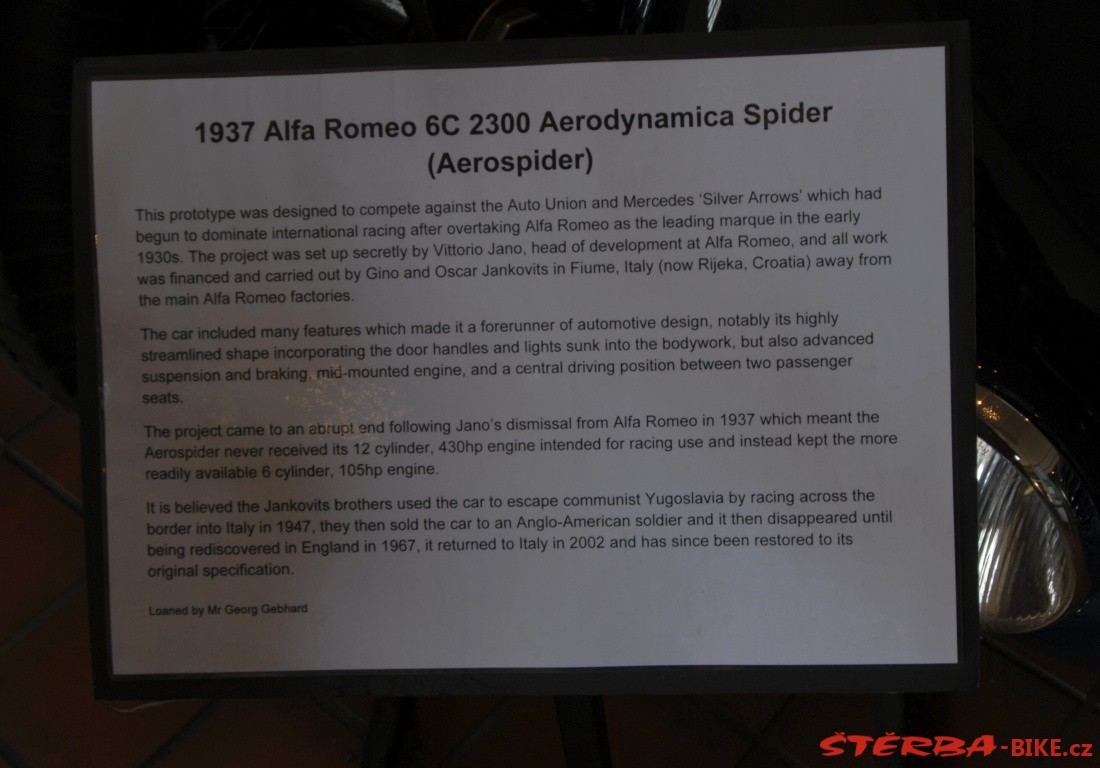 1937 Alfa Romeo 6C 2300 Aerodynamica Spider
(Aerospider)
This prototype was designed to compete against the Auto Union and Mercedes ‘Silver Arrows’ which had
begun to dominate international racing after overtaking Alfa Romeo as the leading marque in the early
1930s. The project was set up secretly by Vittorio Jano, head of development at Alfa Romeo, and all work
was financed and carried out by Gino and Oscar Jankovits in Fiume, Italy (now Rijeka, Croatia) away from
the main Alfa Romeo factories.
The car included many features which made it a forerunner of automotive design, notably its highly
streamlined shape incorporating the door handles and lights sunk into the bodywork, but also advanced
suspension and braking, mid-mounted engine, and a central driving position between two passenger
seats.
The project came to an abrupt end following Jano’s dismissal from Alfa Romeo in 1937 which meant the
Aerospider never received its 12 cylinder, 430hp engine intended for racing use and instead kept the more
readily available 6 cylinder, 105hp engine.
It is believed the Jankovits brothers used the car to escape communist Yugoslavia by racing across the
border into Italy in 1947, they then sold the car to an Anglo-American soldier and it then disappeared until
being rediscovered in England in 1967, it returned to Italy in 2002 and has since been restored to its
original specification.
Loaned by Mr Georg Gebhard
ŠTĚRBA-BIKE.cz